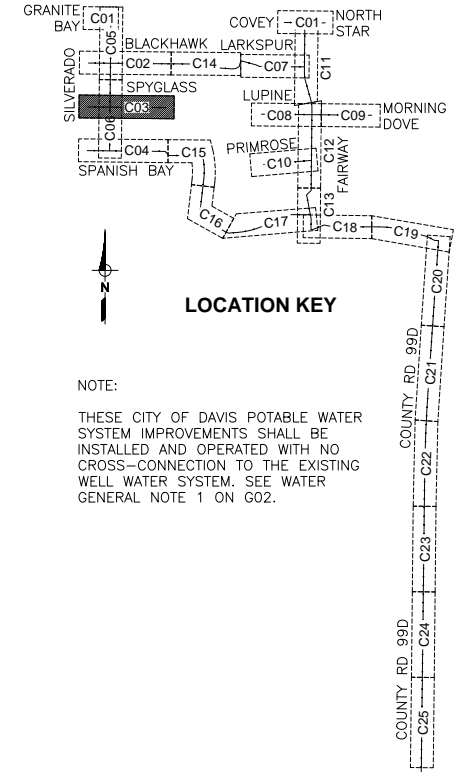 GRANITE
BAY
C01
COVEY
C01
NORTH
STAR
C05
BLACKHAWK
LARKSPUR
C02
C14
C07
C11
SILVERADO
SPYGLASS
C03
LUPINE
C08
C09
MORNING
DOVE
C06
C04
C15
SPANISH BAY
PRIMROSE
C10
C12
FAIRWAY
C13
C16
C17
C18
C19
C20
N
LOCATION KEY
COUNTY RD 99D
C21
NOTE:
THESE CITY OF DAVIS POTABLE WATER
SYSTEM IMPROVEMENTS SHALL BE
INSTALLED AND OPERATED WITH NO
CROSS-CONNECTION TO THE EXISTING
WELL WATER SYSTEM. SEE WATER
GENERAL NOTE 1 ON G02.
C22
C23
COUNTY RD 99D
C24
C25